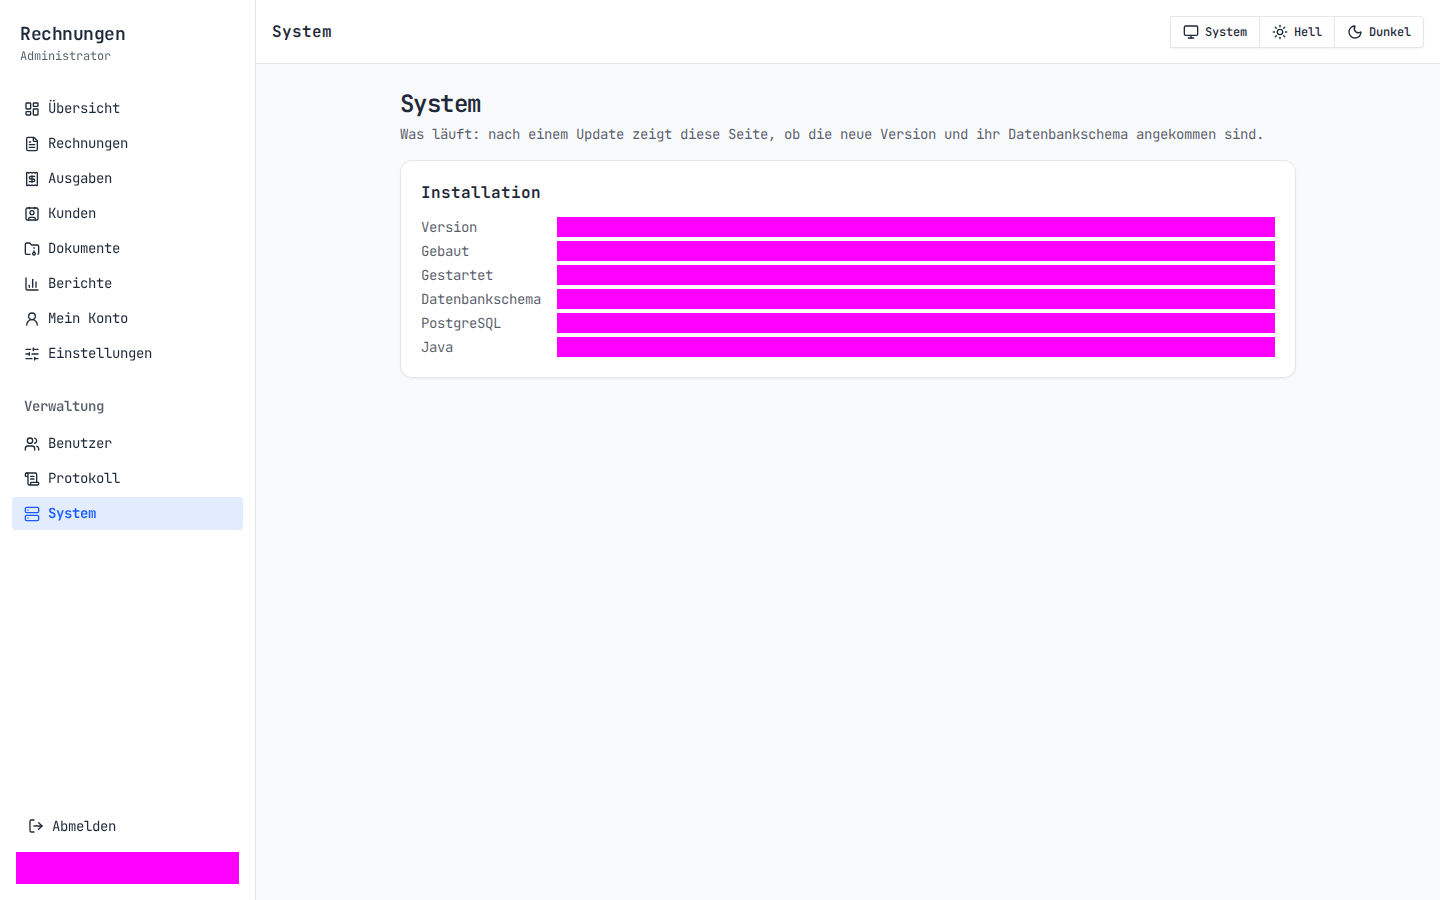 Rechnungen
Administrator
Übersicht
Rechnungen
Ausgaben
Kunden
Dokumente
Berichte
Mein Konto
Einstellungen
Verwaltung
Benutzer
Protokoll
System
Abmelden
System
System
Hell
Dunkel
System
Was läuft: nach einem Update zeigt diese Seite, ob die neue Version und ihr Datenbankschema angekommen sind.
Installation
Version
Gebaut
Gestartet
Datenbankschema
PostgreSQL
Java